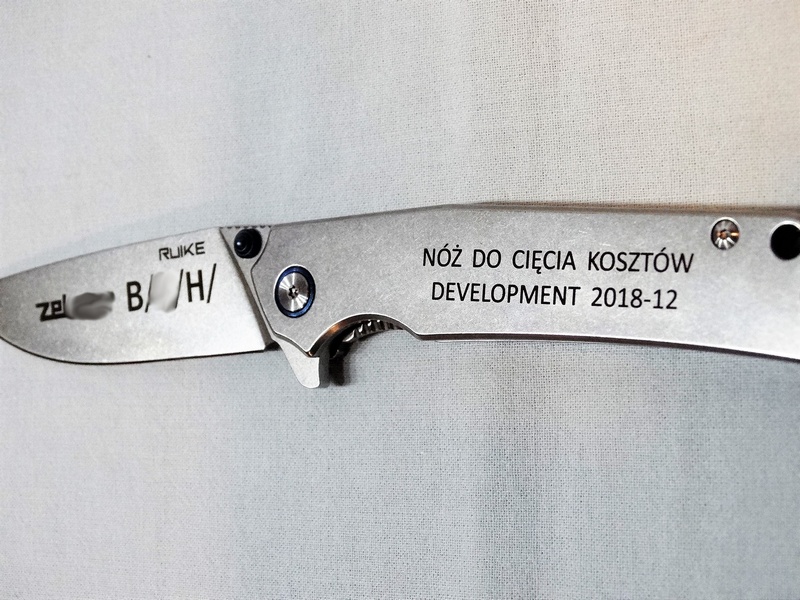 RUIKE
NÓŻ DO CIĘCIA KOSZTÓW
DEVELOPMENT 2018-12